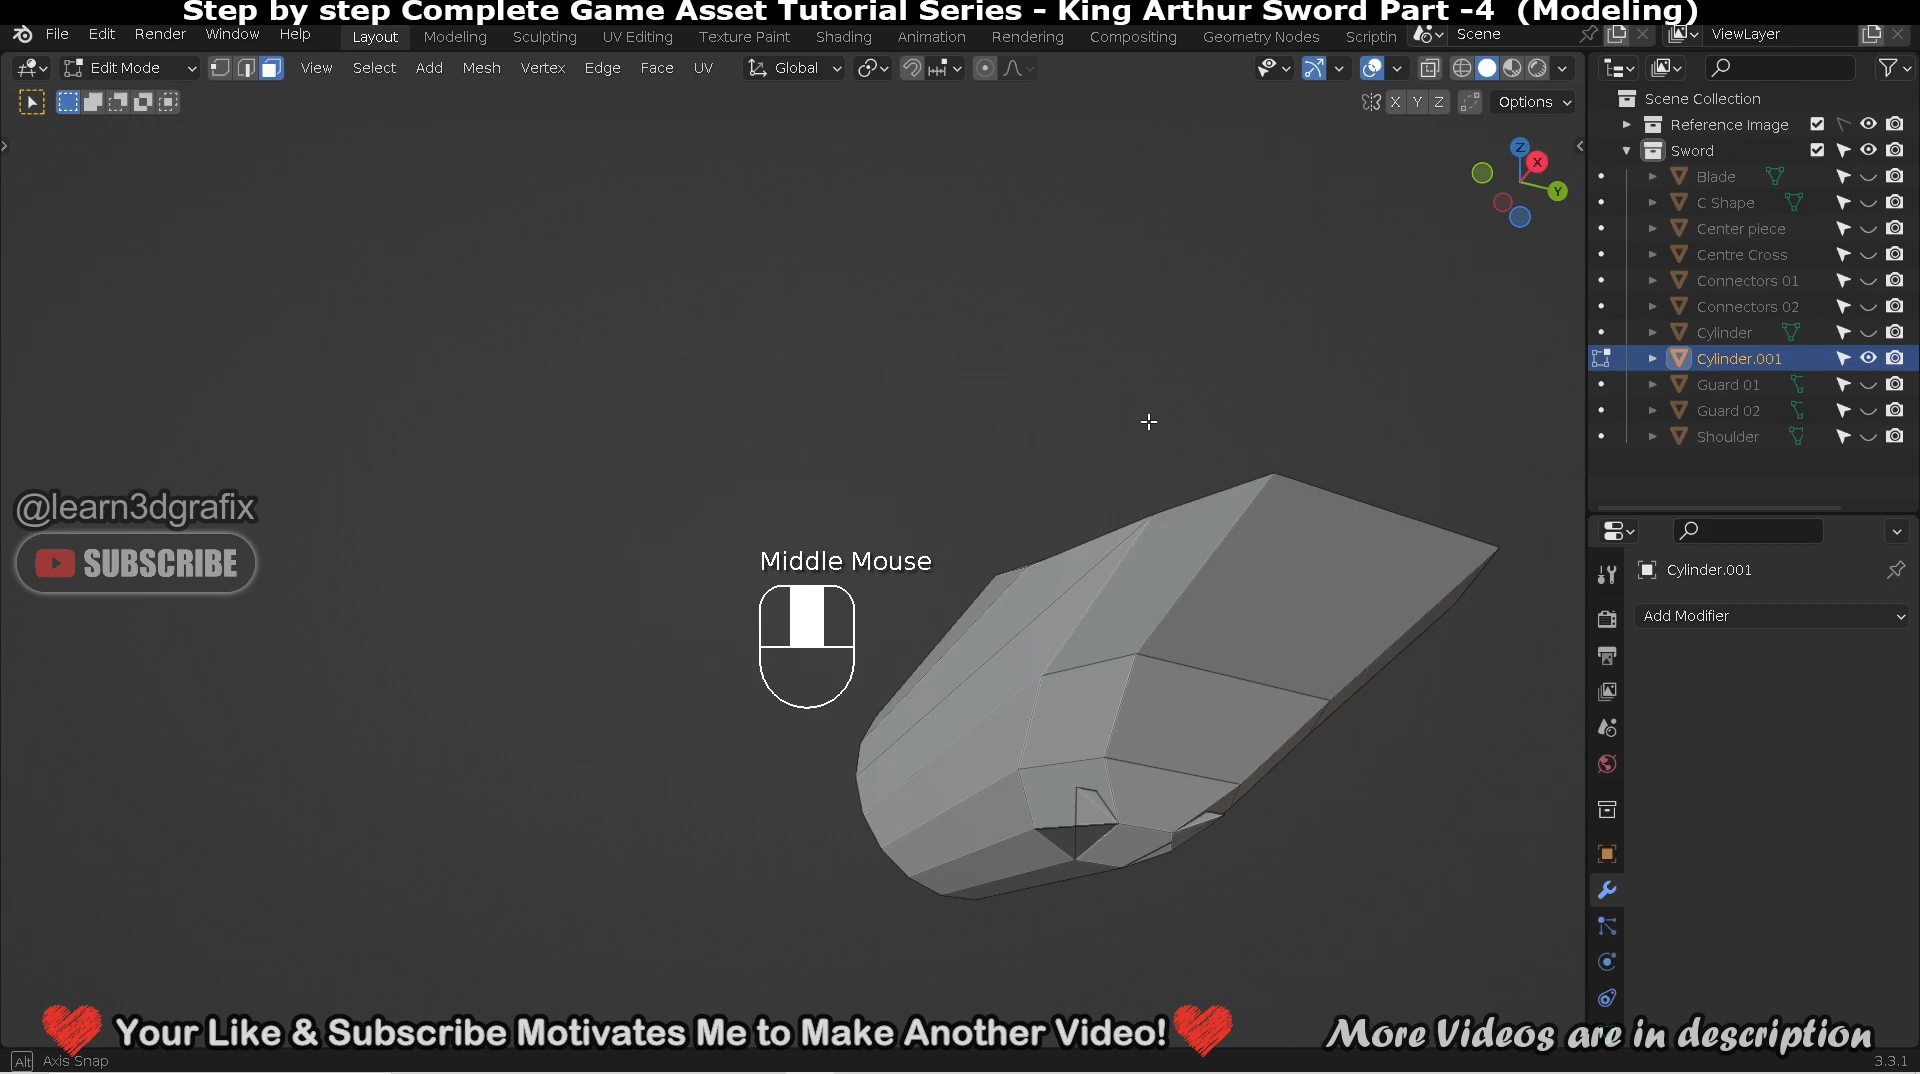 Step by step Complete Game Asset Tutorial Series - King Arthur Sword Part -4 (Modeling)
File Edit Render Window Help Layout Modeling Sculpting UV Editing Texture Paint Shading Animation Rendering Compositing Geometry Nodes Scriptin Scene ViewLayer
Edit Mode View Select Add Mesh Vertex Edge Face UV Global
X Y Z Options
Scene Collection
Reference Image
Sword
Blade
C Shape
Center piece
Centre Cross
Connectors 01
Connectors 02
Cylinder
Cylinder.001
Guard 01
Guard 02
Shoulder
Z
X
Y
@learn3dgrafix
SUBSCRIBE
Middle Mouse
Cylinder.001
Add Modifier
Your Like & Subscribe Motivates Me to Make Another Video!
More Videos are in description
Alt Axis Snap
3.3.1